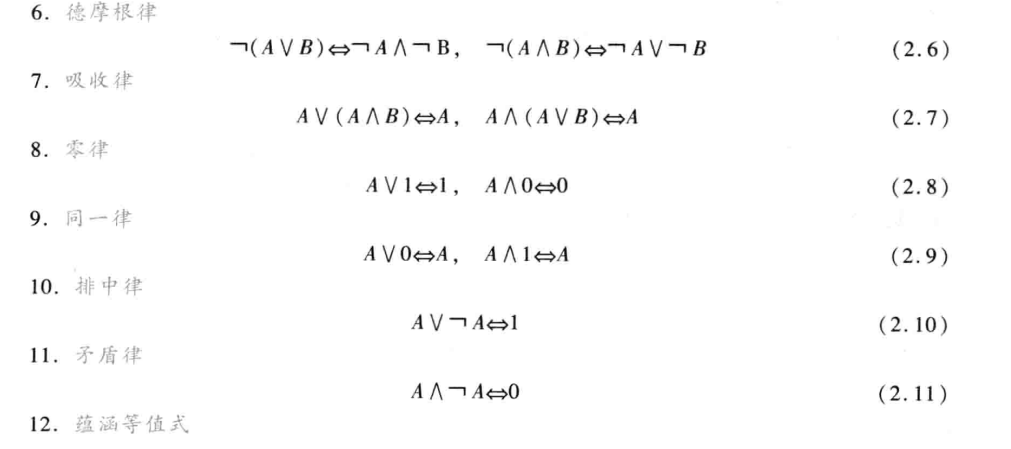 6. 德摩根律
¬(A∨B)⇔¬A∧¬B, ¬(A∧B)⇔¬A∨¬B (2.6)
7. 吸收律
A∨(A∧B)⇔A, A∧(A∨B)⇔A (2.7)
8. 零律
A∨1⇔1, A∧0⇔0 (2.8)
9. 同一律
A∨0⇔A, A∧1⇔A (2.9)
10. 排中律
A∨¬A⇔1 (2.10)
11. 矛盾律
A∧¬A⇔0 (2.11)
12. 蕴涵等值式